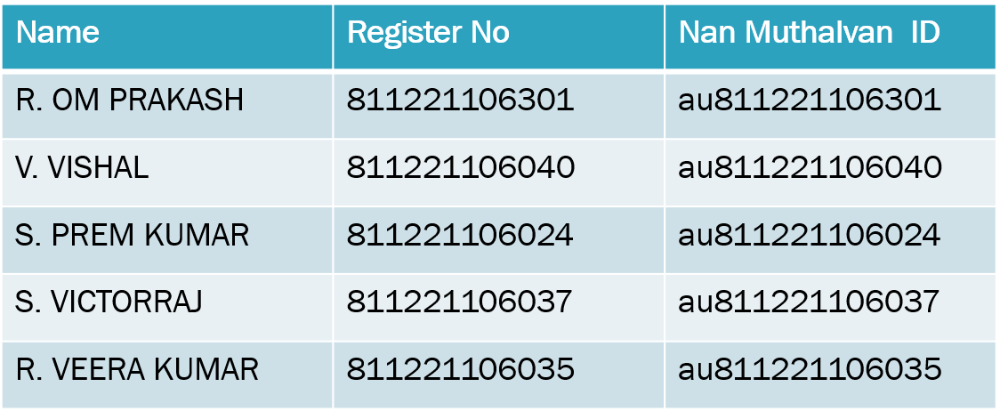 Name Register No Nan Muthalvan ID
R. OM PRAKASH 811221106301 au811221106301
V. VISHAL 811221106040 au811221106040
S. PREM KUMAR 811221106024 au811221106024
S. VICTORRAJ 811221106037 au811221106037
R. VEERA KUMAR 811221106035 au811221106035